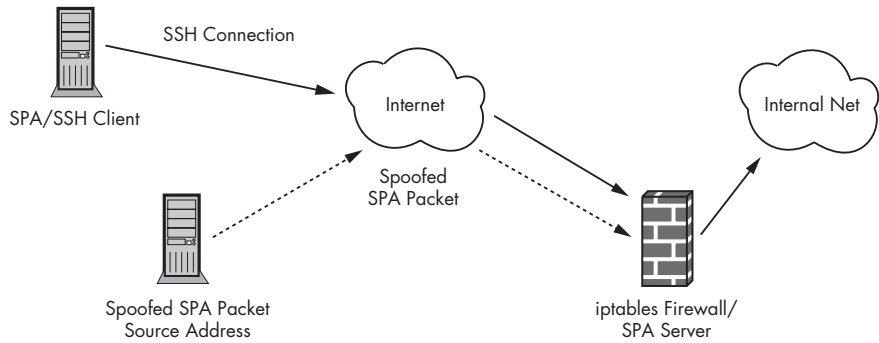 SSH Connection
SPA/SSH Client
Internet
Internal Net
Spoofed
SPA Packet
Spoofed SPA Packet
Source Address
iptables Firewall/
SPA Server